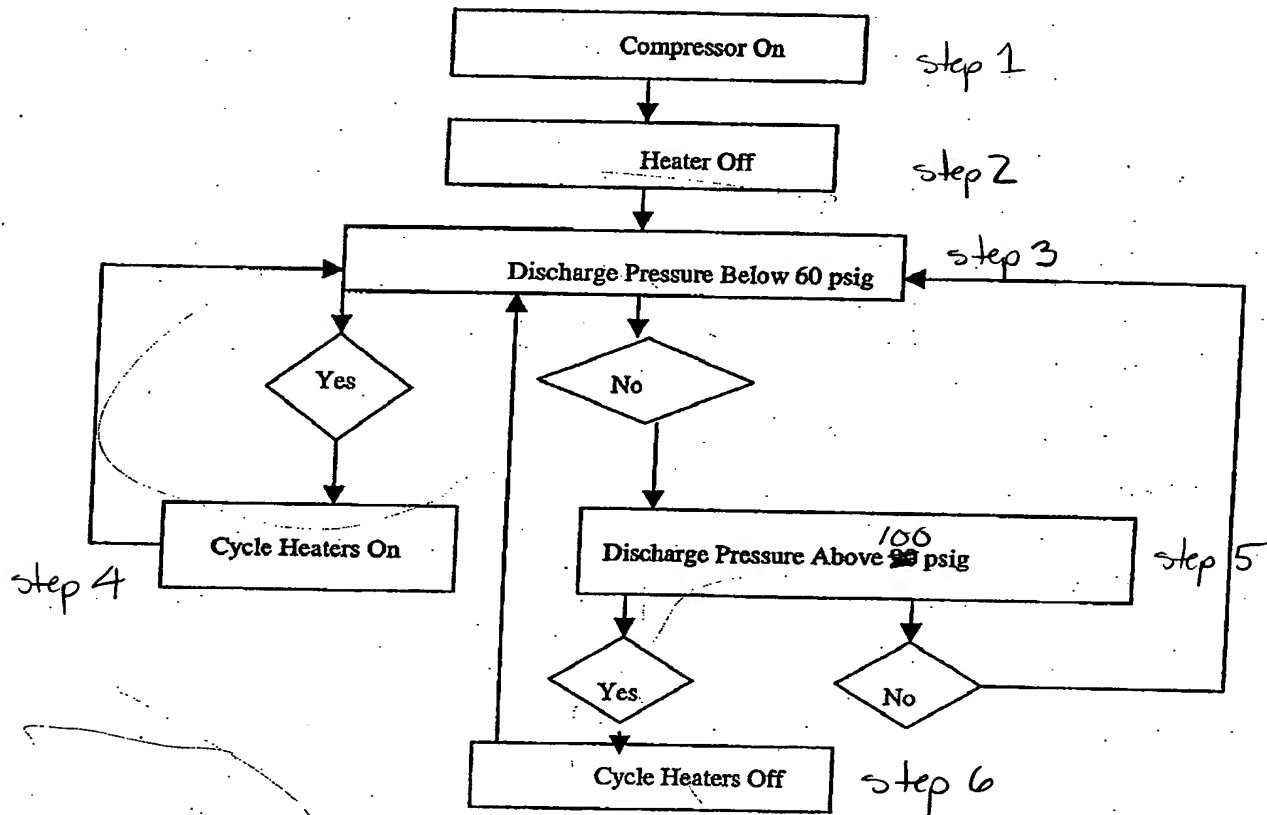 Compressor On
step 1
Heater Off
step 2
step 3
Discharge Pressure Below 60 psig
Yes
No
Cycle Heaters On
step 4
100
Discharge Pressure Above psig
step 5
Yes
No
Cycle Heaters Off
step 6